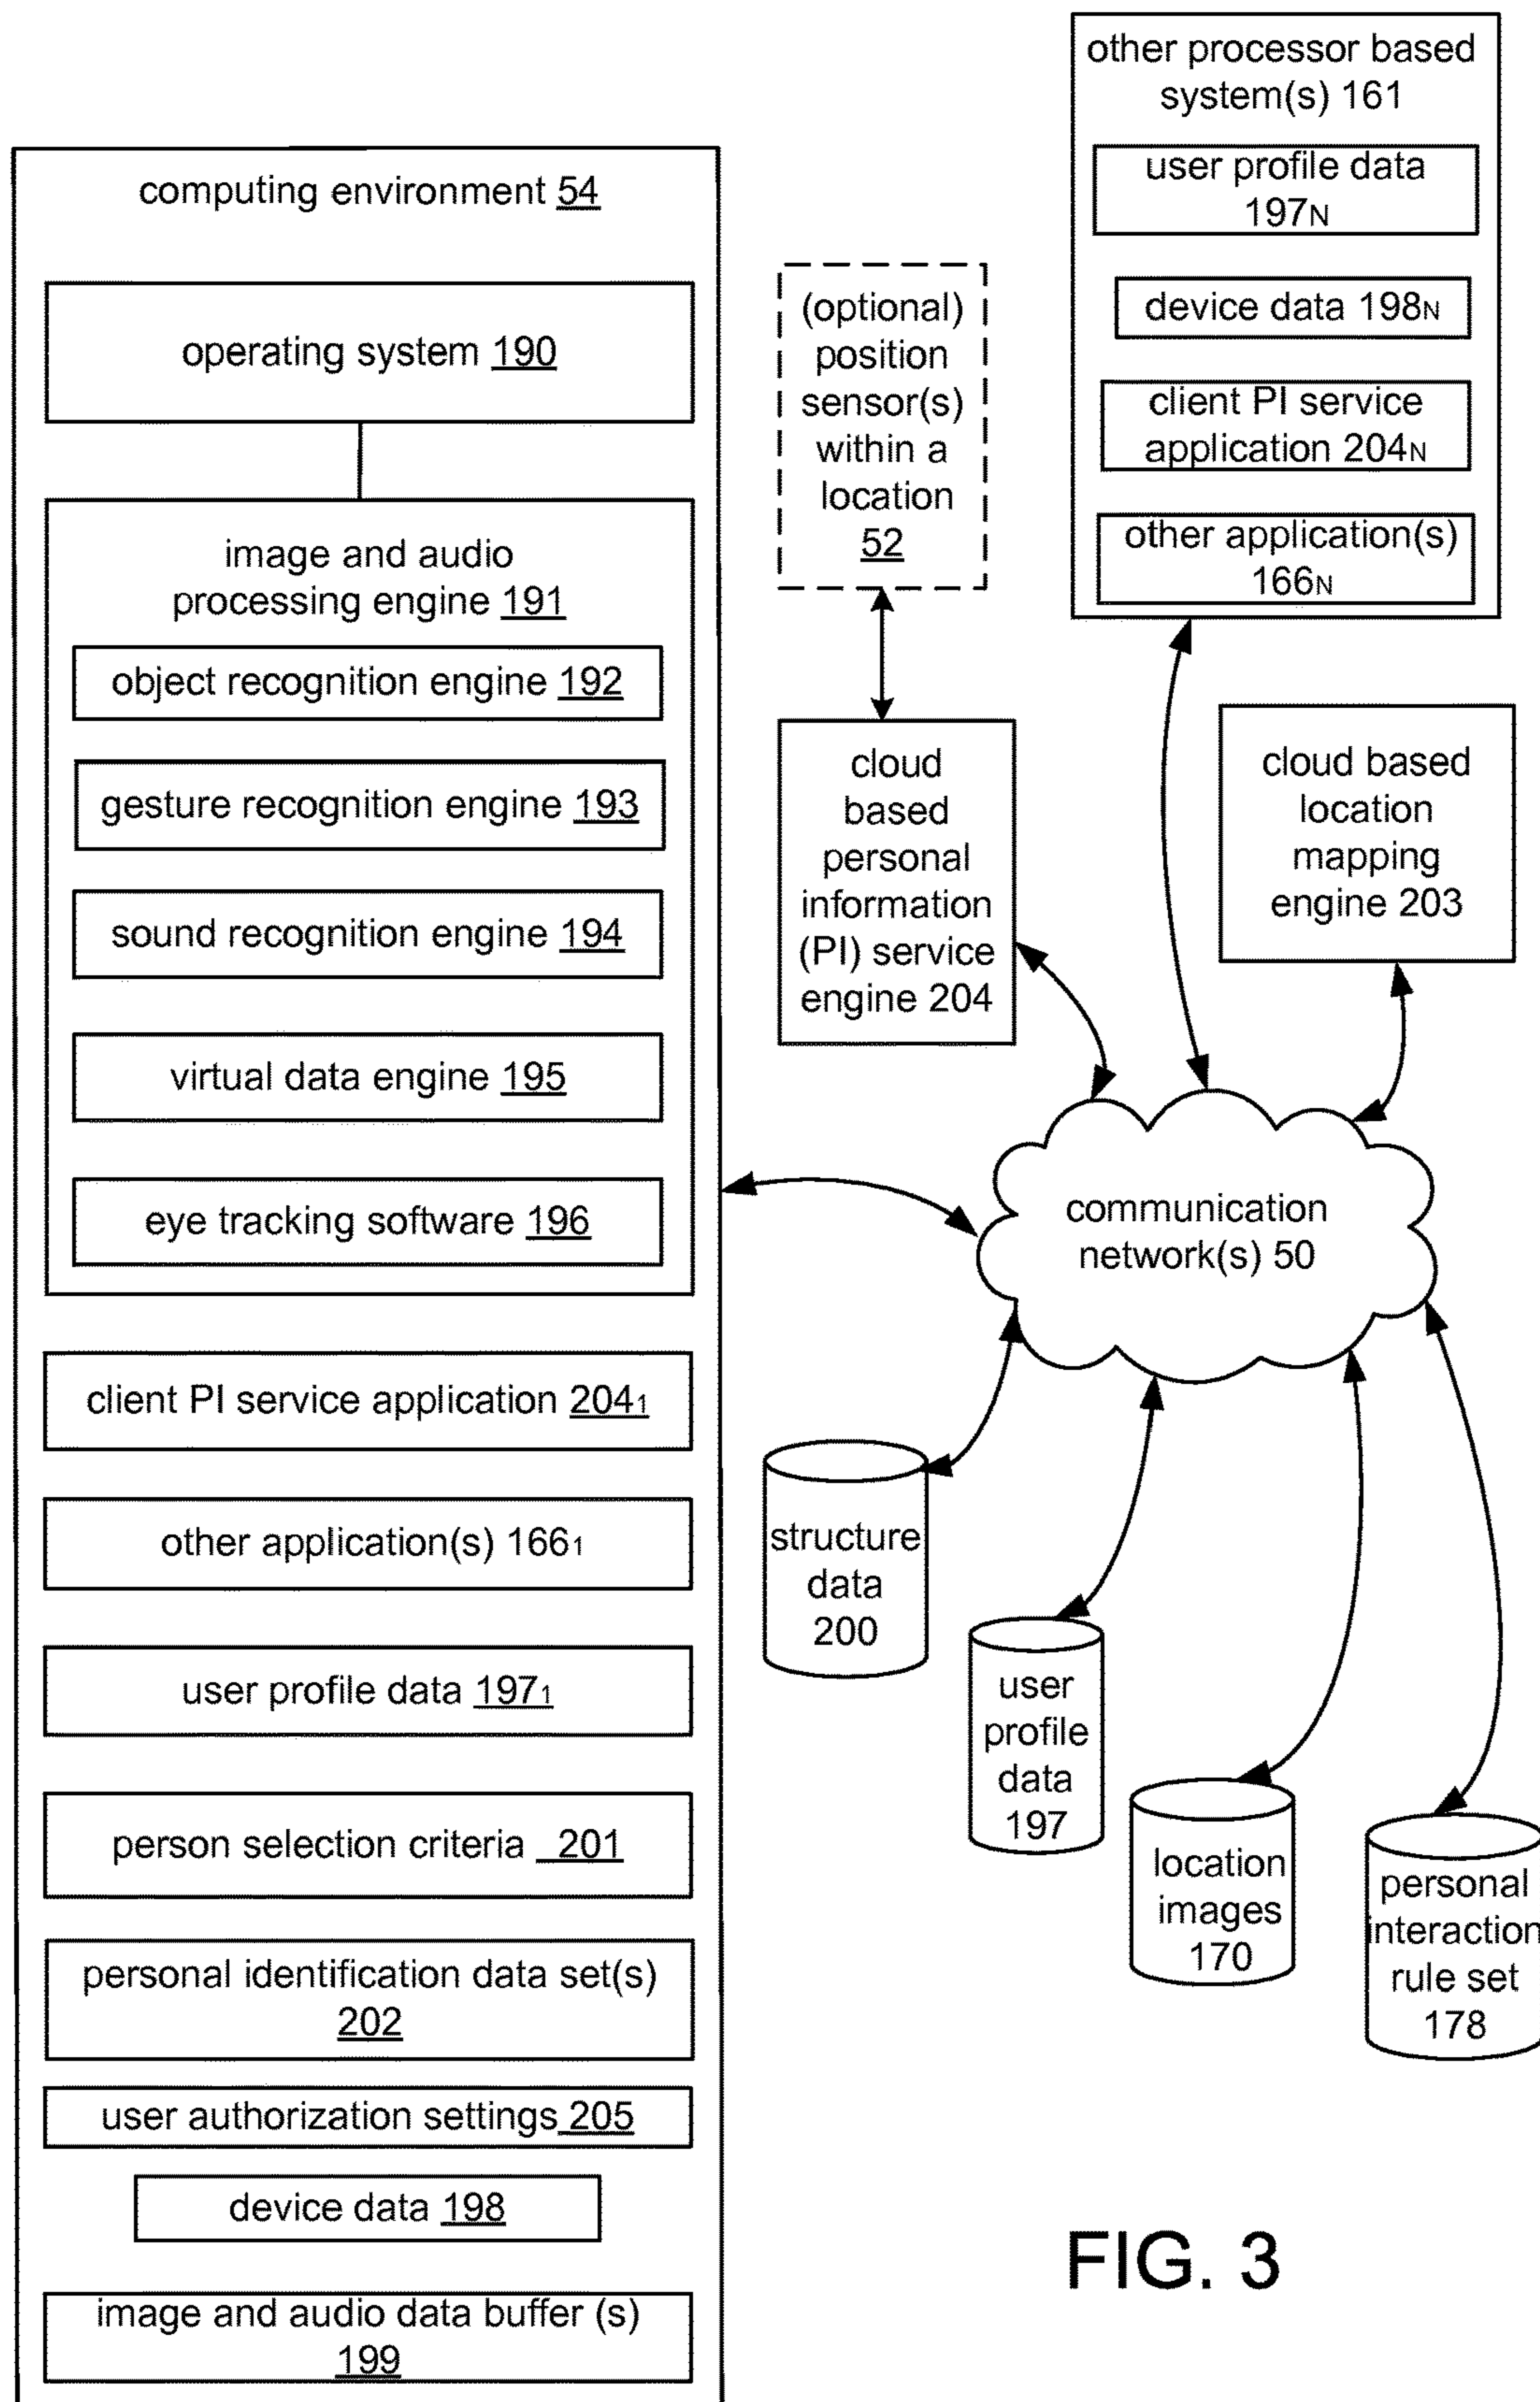 computing environment 54
operating system 190
image and audio
processing engine 191
object recognition engine 192
gesture recognition engine 193
sound recognition engine 194
virtual data engine 195
eye tracking software 196
client PI service application 204₁
other application(s) 166₁
user profile data 197₁
person selection criteria 201
personal identification data set(s)
202
user authorization settings 205
device data 198
image and audio data buffer (s)
199
(optional)
position
sensor(s)
within a
location
52
cloud
based
personal
information
(PI) service
engine 204
other processor based
system(s) 161
user profile data
197N
device data 198N
client PI service
application 204N
other application(s)
166N
cloud based
location
mapping
engine 203
communication
network(s) 50
structure
data
200
user
profile
data
197
location
images
170
personal
interaction
rule set
178
FIG. 3